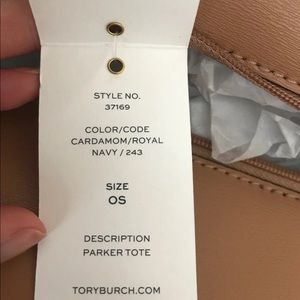 STYLE NO.
37169
COLOR/CODE
CARDAMOM/ROYAL
NAVY / 243
SIZE
OS
DESCRIPTION
PARKER TOTE
TORYBURCH.COM